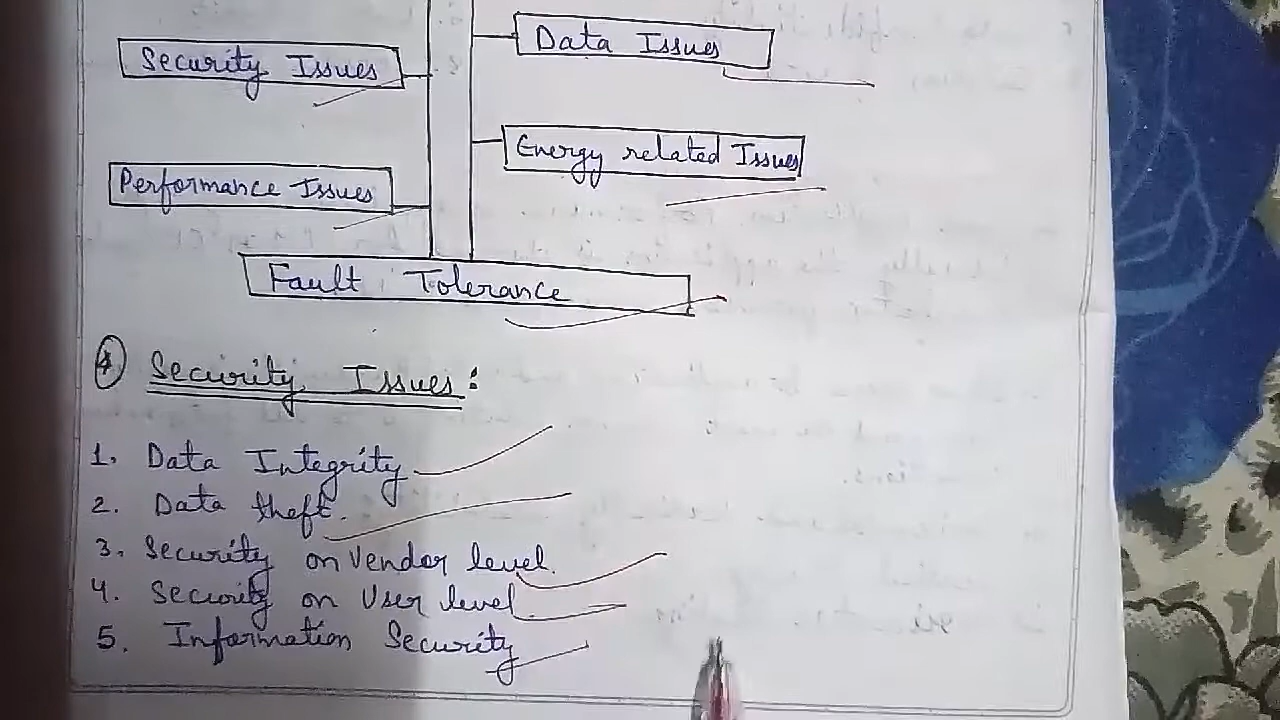 Data Issues
Security Issues
Energy related Issues
Performance Issues
Fault Tolerance
* Security Issues:
1. Data Integrity
2. Data theft.
3. Security on Vendor level.
4. Security on User level.
5. Information Security